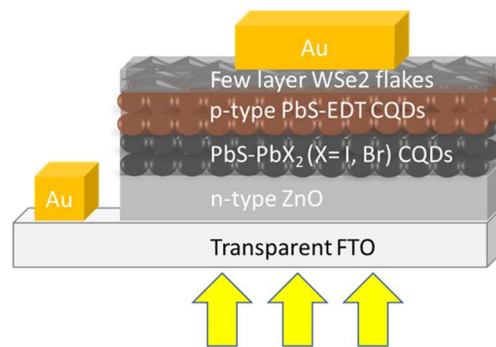 Au
Few layer WSe2 flakes
p-type PbS-EDT CQDs
PbS-PbX₂ (X= I, Br) CQDs
Au
n-type ZnO
Transparent FTO